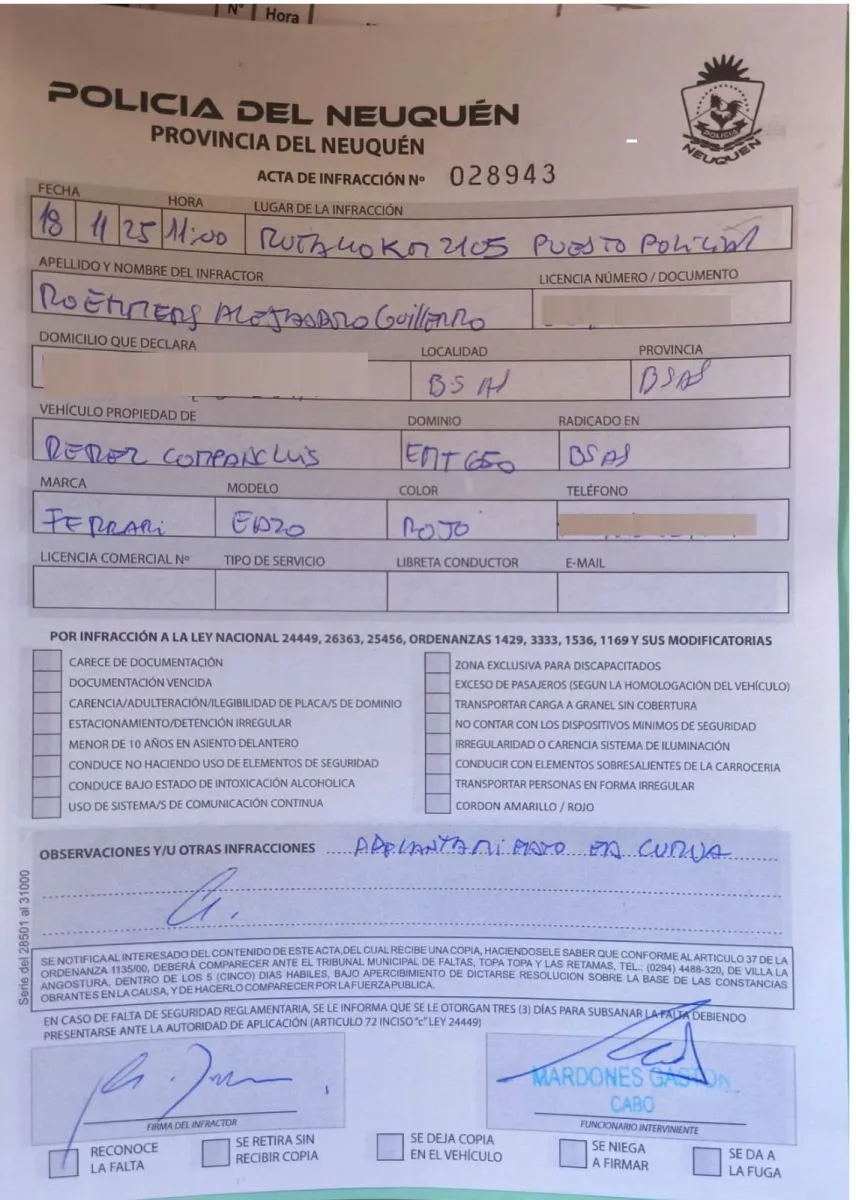 Nº Hora
POLICIA DEL NEUQUÉN
PROVINCIA DEL NEUQUÉN
POLICIA
NEUQUEN
ACTA DE INFRACCIÓN Nº 028943
FECHA HORA LUGAR DE LA INFRACCIÓN
18 11 25 11:00 RUTA 40 KM 2105 PUESTO POLICIAL
APELLIDO Y NOMBRE DEL INFRACTOR LICENCIA NÚMERO / DOCUMENTO
ROEMMERS ALEJANDRO GUILLERMO
DOMICILIO QUE DECLARA LOCALIDAD PROVINCIA
BS AS BSAS
VEHÍCULO PROPIEDAD DE DOMINIO RADICADO EN
PEREZ COMPANC LUIS EMT 650 BSAS
MARCA MODELO COLOR TELÉFONO
FERRARI ENZO ROJO
LICENCIA COMERCIAL Nº TIPO DE SERVICIO LIBRETA CONDUCTOR E-MAIL
POR INFRACCIÓN A LA LEY NACIONAL 24449, 26363, 25456, ORDENANZAS 1429, 3333, 1536, 1169 Y SUS MODIFICATORIAS
CARECE DE DOCUMENTACIÓN
DOCUMENTACIÓN VENCIDA
CARENCIA/ADULTERACIÓN/ILEGIBILIDAD DE PLACA/S DE DOMINIO
ESTACIONAMIENTO/DETENCIÓN IRREGULAR
MENOR DE 10 AÑOS EN ASIENTO DELANTERO
CONDUCE NO HACIENDO USO DE ELEMENTOS DE SEGURIDAD
CONDUCE BAJO ESTADO DE INTOXICACIÓN ALCOHOLICA
USO DE SISTEMA/S DE COMUNICACIÓN CONTINUA
ZONA EXCLUSIVA PARA DISCAPACITADOS
EXCESO DE PASAJEROS (SEGUN LA HOMOLOGACIÓN DEL VEHÍCULO)
TRANSPORTAR CARGA A GRANEL SIN COBERTURA
NO CONTAR CON LOS DISPOSITIVOS MINIMOS DE SEGURIDAD
IRREGULARIDAD O CARENCIA SISTEMA DE ILUMINACIÓN
CONDUCIR CON ELEMENTOS SOBRESALIENTES DE LA CARROCERIA
TRANSPORTAR PERSONAS EN FORMA IRREGULAR
CORDON AMARILLO / ROJO
OBSERVACIONES Y/U OTRAS INFRACCIONES ADELANTAMIENTO EN CURVA
Serie del 28501 al 31000
SE NOTIFICA AL INTERESADO DEL CONTENIDO DE ESTE ACTA, DEL CUAL RECIBE UNA COPIA, HACIENDOSELE SABER QUE CONFORME AL ARTICULO 37 DE LA
ORDENANZA 1135/00, DEBERÁ COMPARECER ANTE EL TRIBUNAL MUNICIPAL DE FALTAS, TOPA TOPA Y LAS RETAMAS, TEL.: (0294) 4488-320, DE VILLA LA
ANGOSTURA, DENTRO DE LOS 5 (CINCO) DIAS HABILES, BAJO APERCIBIMIENTO DE DICTARSE RESOLUCION SOBRE LA BASE DE LAS CONSTANCIAS
OBRANTES EN LA CAUSA, Y DE HACERLO COMPARECER POR LA FUERZA PUBLICA.
EN CASO DE FALTA DE SEGURIDAD REGLAMENTARIA, SE LE INFORMA QUE SE LE OTORGAN TRES (3) DÍAS PARA SUBSANAR LA FALTA DEBIENDO
PRESENTARSE ANTE LA AUTORIDAD DE APLICACIÓN (ARTICULO 72 INCISO "c" LEY 24449)
MARDONES GASTON
CABO
FIRMA DEL INFRACTOR FUNCIONARIO INTERVINIENTE
RECONOCE LA FALTA
SE RETIRA SIN RECIBIR COPIA
SE DEJA COPIA EN EL VEHÍCULO
SE NIEGA A FIRMAR
SE DA A LA FUGA